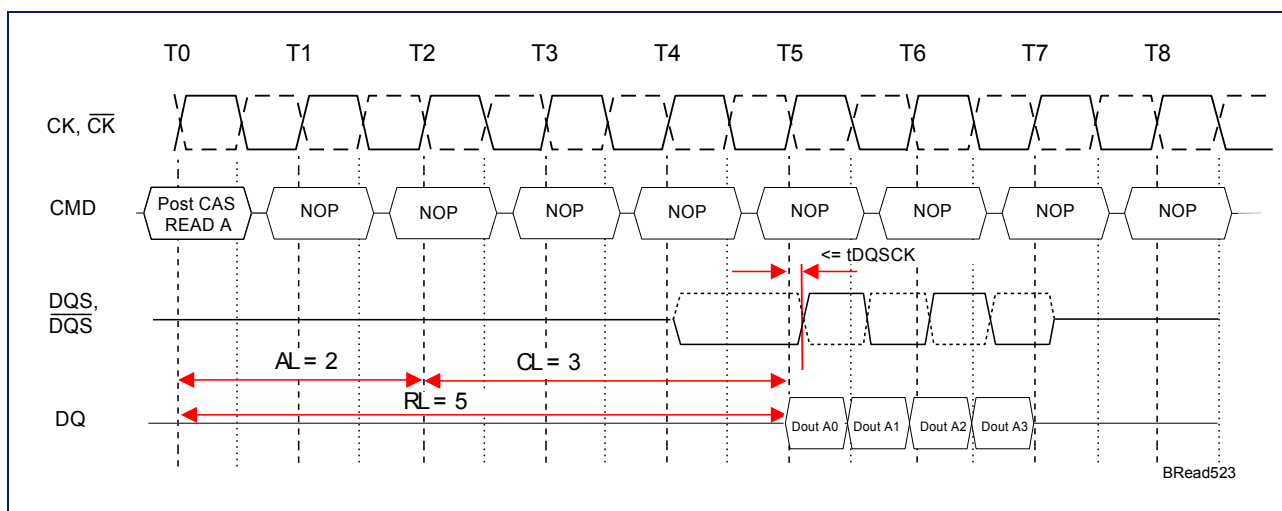 T0 T1 T2 T3 T4 T5 T6 T7 T8
CK, CK
CMD
Post CAS
READ A
NOP NOP NOP NOP NOP NOP NOP NOP
<= tDQSCK
DQS,
DQS
AL = 2 CL = 3
RL = 5
DQ
Dout A0 Dout A1 Dout A2 Dout A3
BRead523